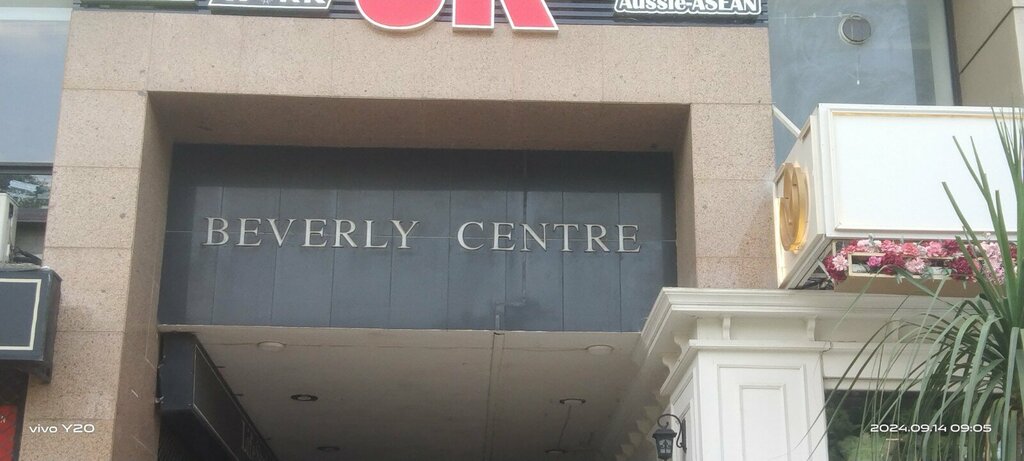 Aussie-ASEAN
BEVERLY CENTRE
vivo Y20
2024.09.14 09:05